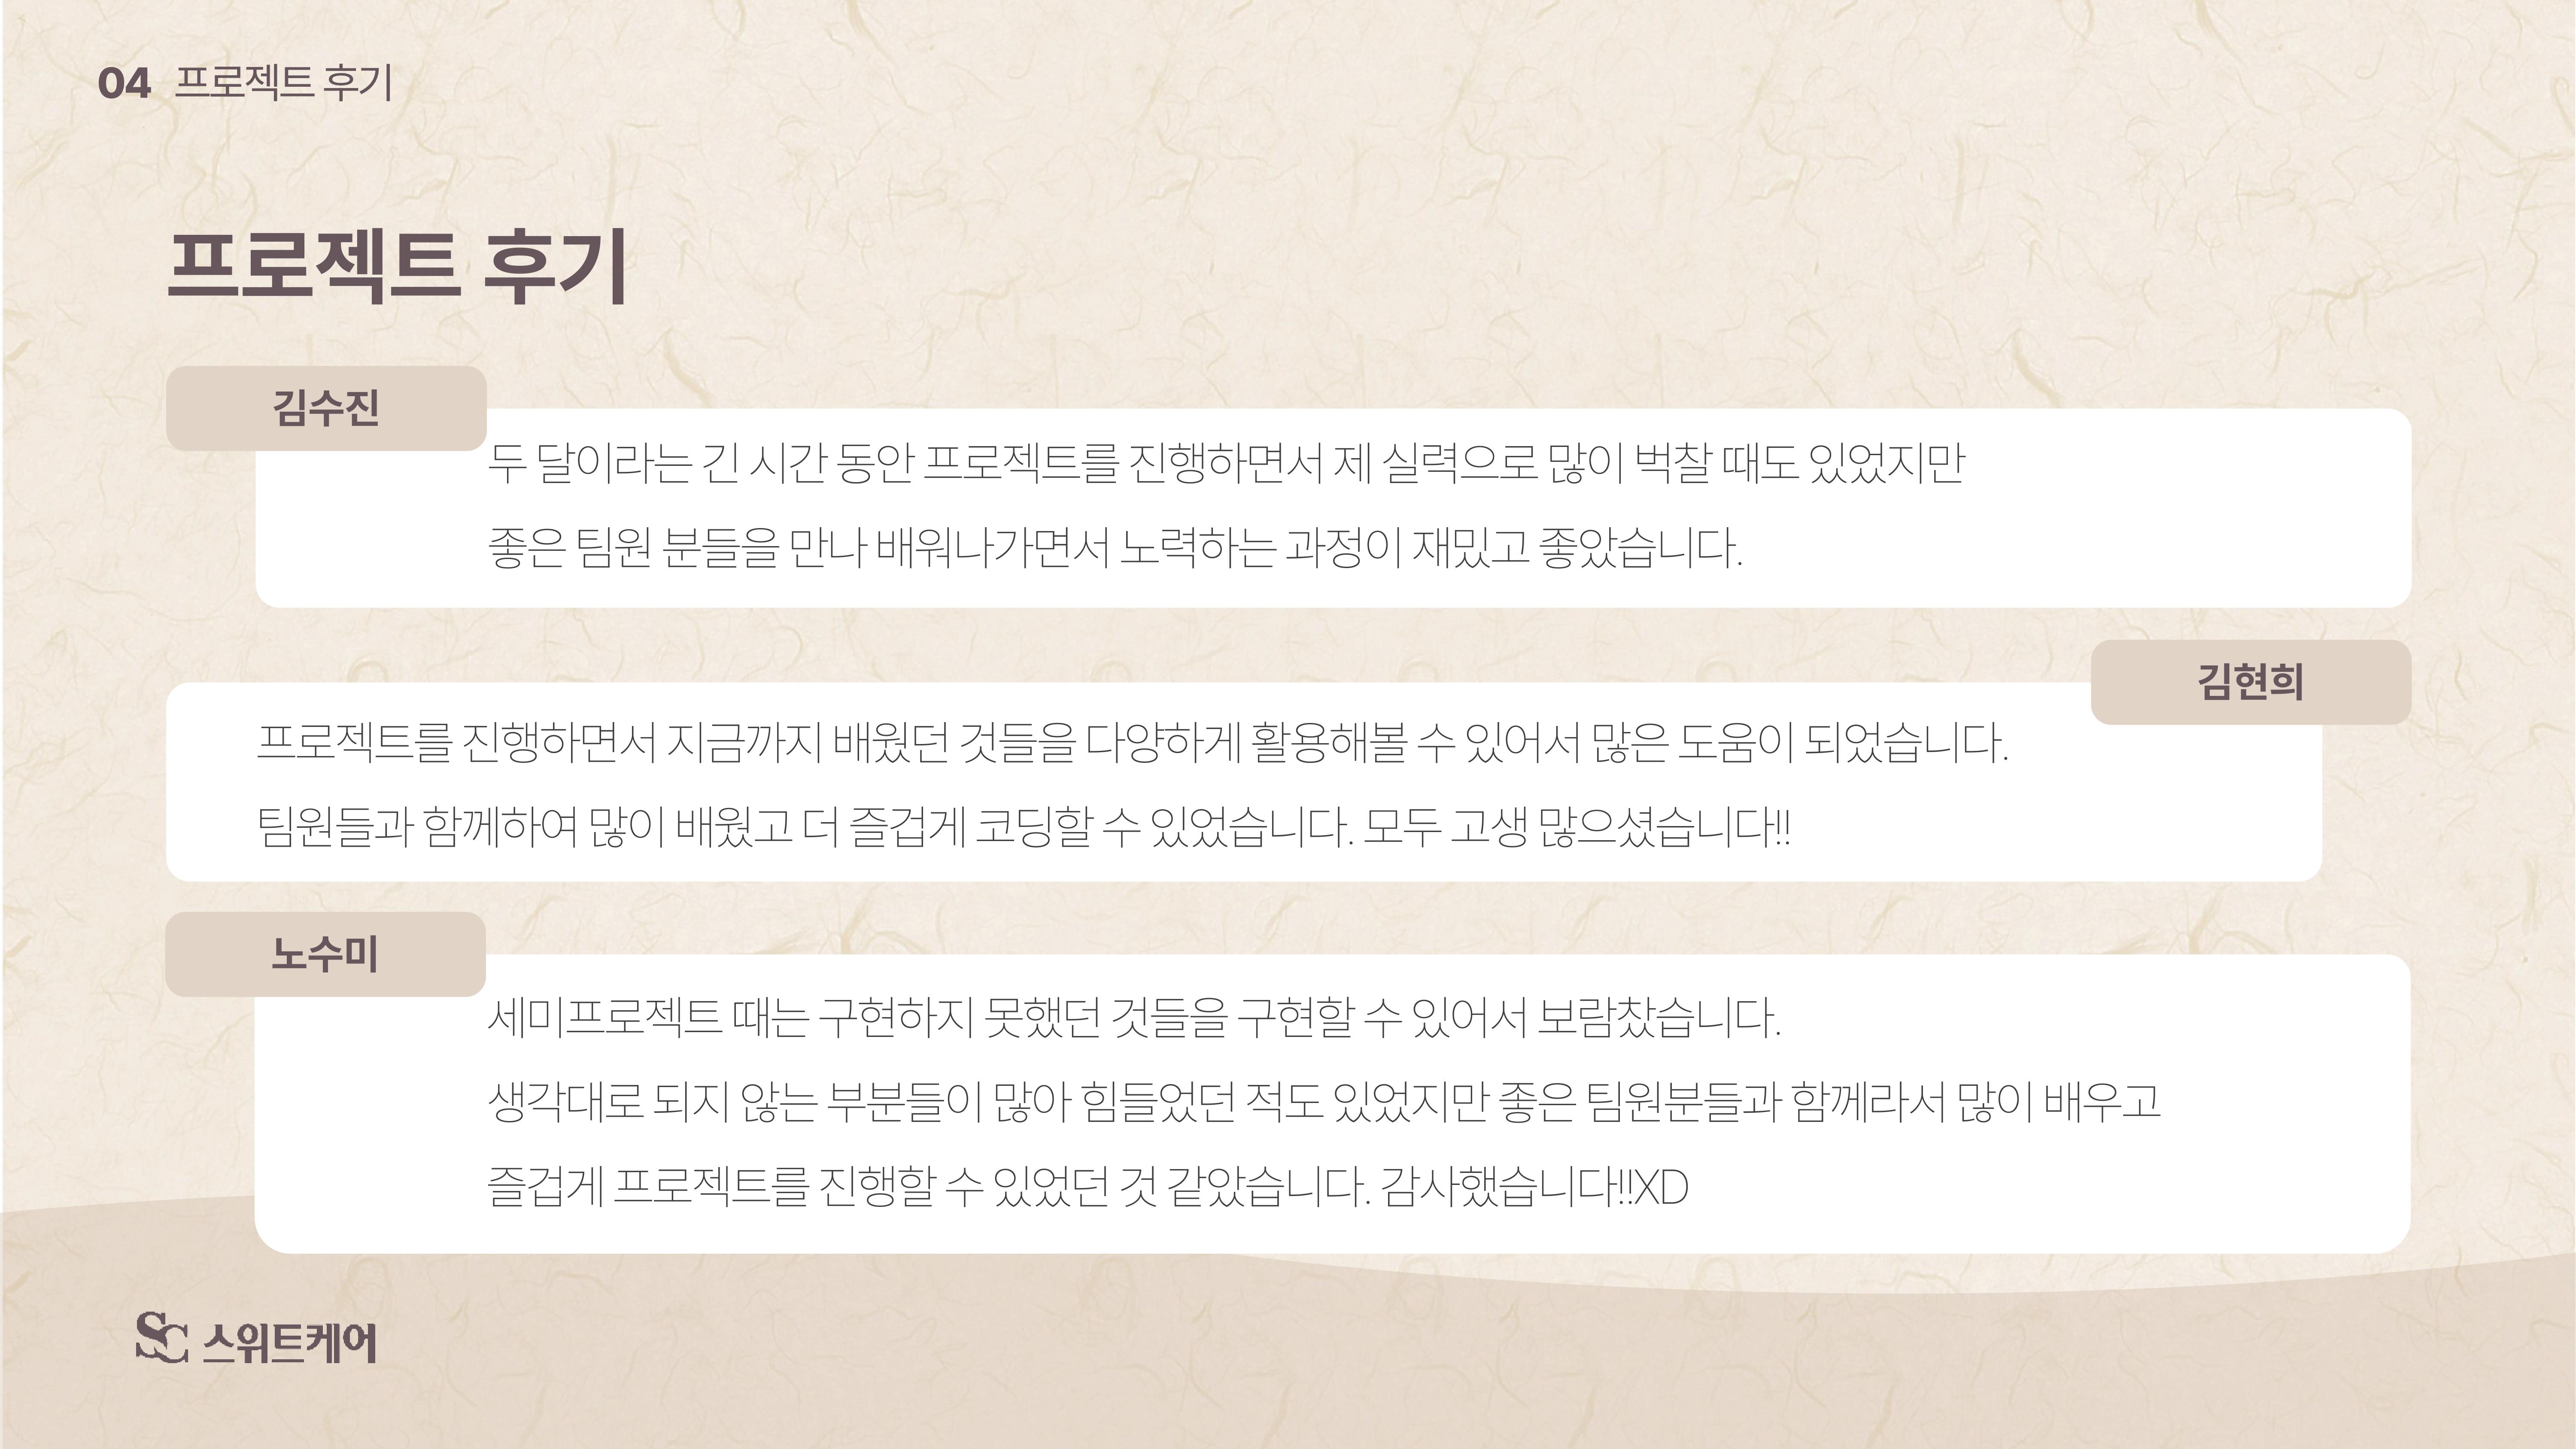 04 프로젝트 후기
프로젝트 후기
김수진
두 달이라는 긴 시간 동안 프로젝트를 진행하면서 제 실력으로 많이 벅찰 때도 있었지만
좋은 팀원 분들을 만나 배워나가면서 노력하는 과정이 재밌고 좋았습니다.
김현희
프로젝트를 진행하면서 지금까지 배웠던 것들을 다양하게 활용해볼 수 있어서 많은 도움이 되었습니다.
팀원들과 함께하여 많이 배웠고 더 즐겁게 코딩할 수 있었습니다. 모두 고생 많으셨습니다!!
노수미
세미프로젝트 때는 구현하지 못했던 것들을 구현할 수 있어서 보람찼습니다.
생각대로 되지 않는 부분들이 많아 힘들었던 적도 있었지만 좋은 팀원분들과 함께라서 많이 배우고
즐겁게 프로젝트를 진행할 수 있었던 것 같았습니다. 감사했습니다!!XD
SC 스위트케어